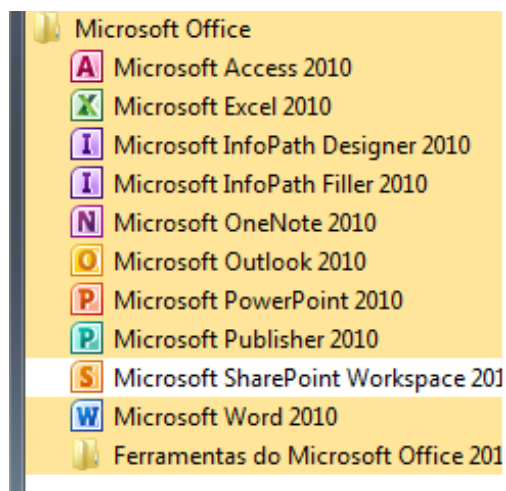 Microsoft Office
A Microsoft Access 2010
X Microsoft Excel 2010
I Microsoft InfoPath Designer 2010
I Microsoft InfoPath Filler 2010
N Microsoft OneNote 2010
O Microsoft Outlook 2010
P Microsoft PowerPoint 2010
P Microsoft Publisher 2010
S Microsoft SharePoint Workspace 201
W Microsoft Word 2010
Ferramentas do Microsoft Office 201